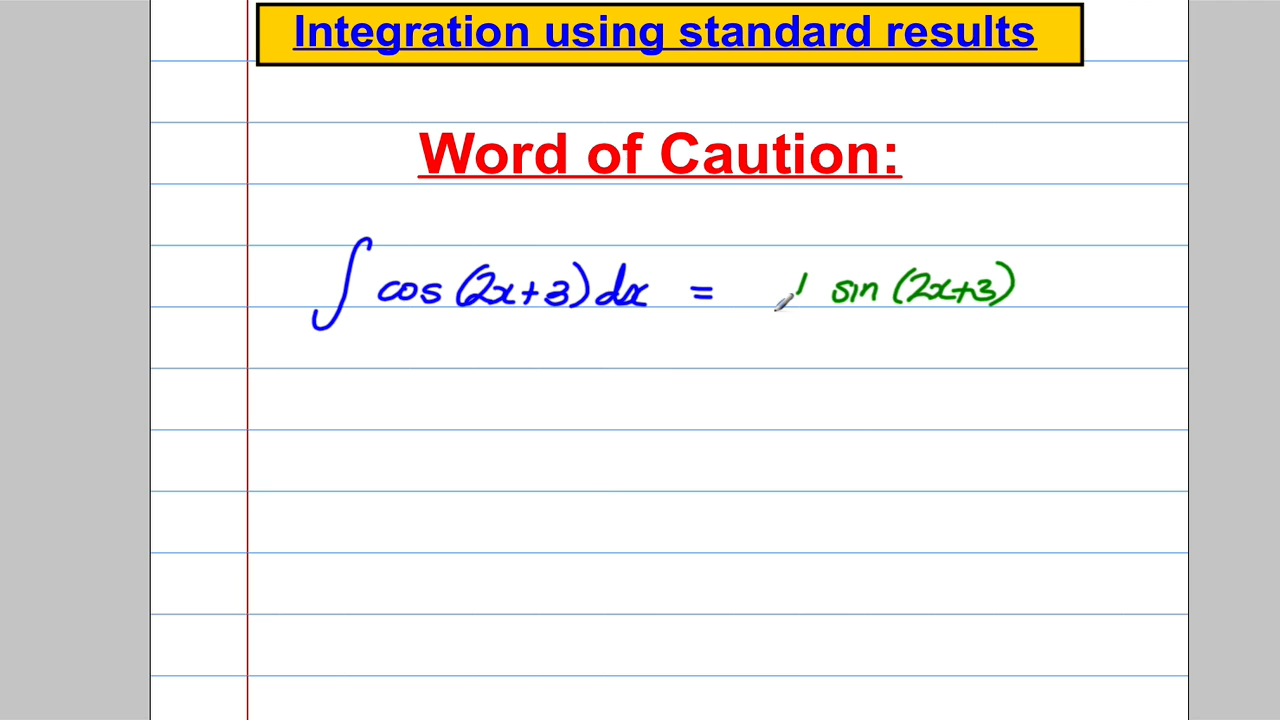 Integration using standard results
Word of Caution:
∫ cos (2x+3) dx = 1 sin (2x+3)